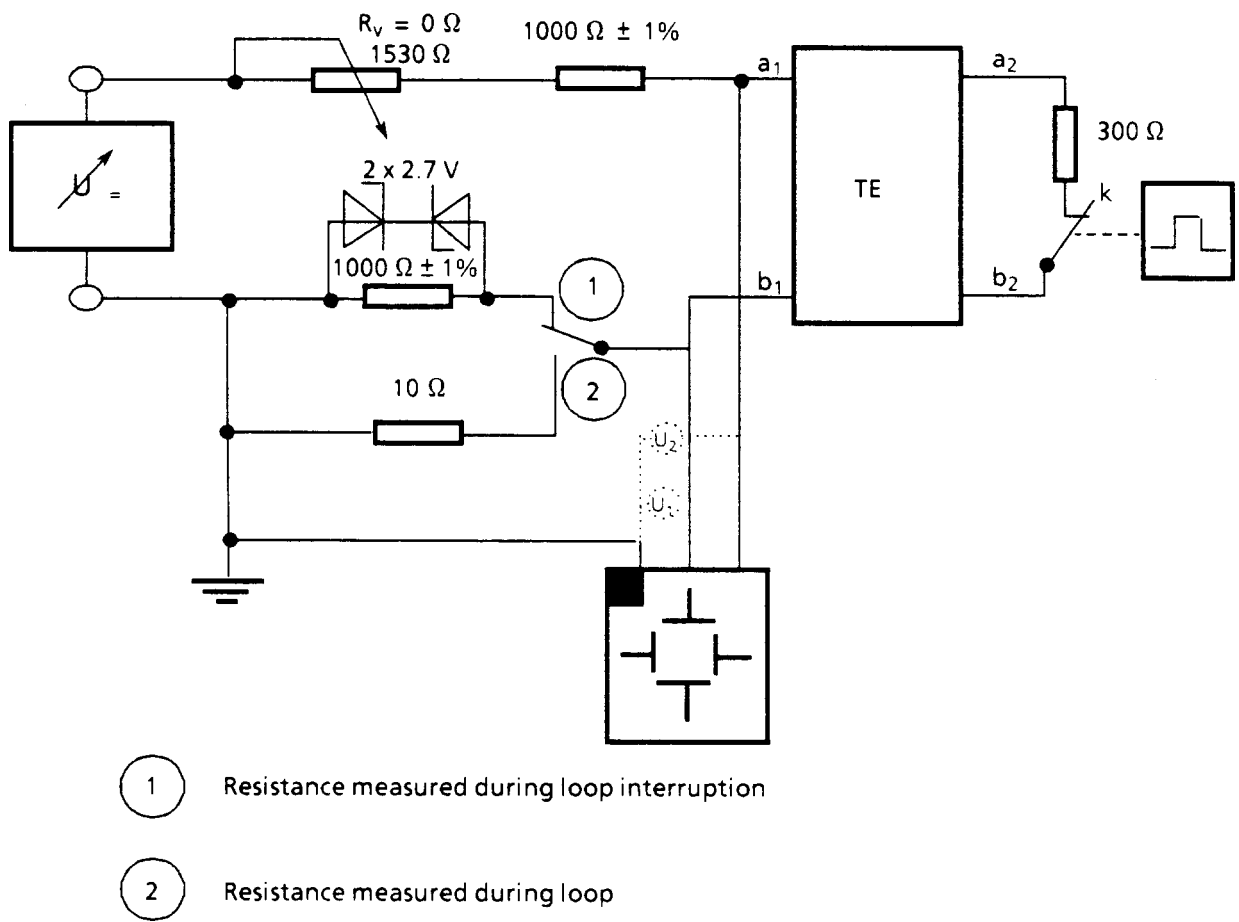 Rv = 0 Ω
1530 Ω
1000 Ω ± 1%
a1
a2
300 Ω
U =
2 x 2.7 V
TE
k
1000 Ω ± 1%
1
b1
b2
10 Ω
2
U2
U1
1 Resistance measured during loop interruption
2 Resistance measured during loop